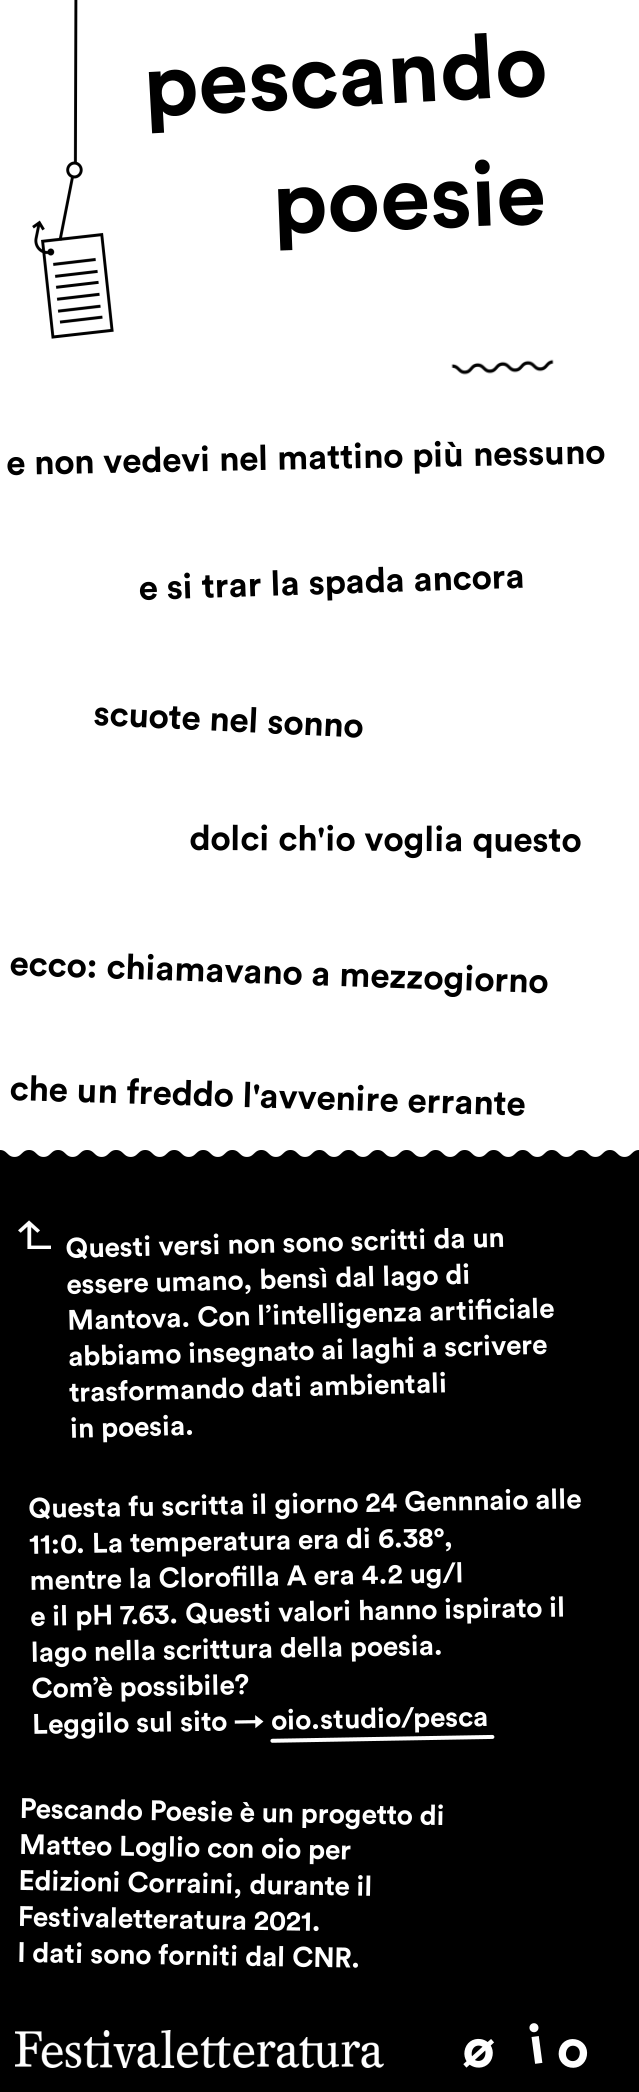 pescando
poesie
e non vedevi nel mattino più nessuno
e si trar la spada ancora
scuote nel sonno
dolci ch'io voglia questo
ecco: chiamavano a mezzogiorno
che un freddo l'avvenire errante
Questi versi non sono scritti da un
essere umano, bensì dal lago di
Mantova. Con l’intelligenza artificiale
abbiamo insegnato ai laghi a scrivere
trasformando dati ambientali
in poesia.
Questa fu scritta il giorno 24 Gennnaio alle
11:0. La temperatura era di 6.38°,
mentre la Clorofilla A era 4.2 ug/l
e il pH 7.63. Questi valori hanno ispirato il
lago nella scrittura della poesia.
Com’è possibile?
Leggilo sul sito → oio.studio/pesca
Pescando Poesie è un progetto di
Matteo Loglio con oio per
Edizioni Corraini, durante il
Festivaletteratura 2021.
I dati sono forniti dal CNR.
Festivaletteratura ø i o